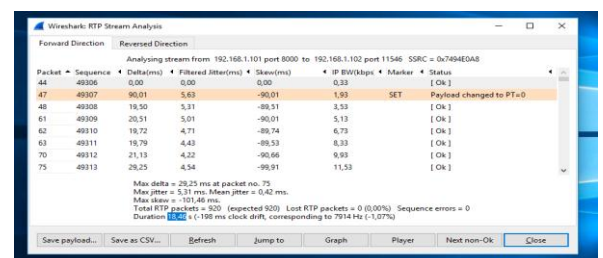 Wireshark: RTP Stream Analysis
Forward Direction Reversed Direction
Analysing stream from 192.168.1.101 port 8000 to 192.168.1.102 port 11546 SSRC = 0x7494E0A8
Packet Sequence Delta(ms) Filtered Jitter(ms) Skew(ms) IP BW(kbps) Marker Status
44 49306 0,00 0,00 0,00 0,33 [ Ok ]
47 49307 90,01 5,63 -90,01 1,93 SET Payload changed to PT=0
48 49308 19,50 5,31 -89,51 3,53 [ Ok ]
61 49309 20,51 5,01 -90,01 5,13 [ Ok ]
62 49310 19,72 4,71 -89,74 6,73 [ Ok ]
63 49311 19,79 4,43 -89,53 8,33 [ Ok ]
70 49312 21,13 4,22 -90,66 9,93 [ Ok ]
75 49313 29,25 4,54 -99,91 11,53 [ Ok ]
Max delta = 29,25 ms at packet no. 75
Max jitter = 5,31 ms. Mean jitter = 0,42 ms.
Max skew = -101,46 ms.
Total RTP packets = 920 (expected 920) Lost RTP packets = 0 (0,00%) Sequence errors = 0
Duration 18,46 s (-198 ms clock drift, corresponding to 7914 Hz (-1,07%)
Save payload... Save as CSV... Refresh Jump to Graph Player Next non-Ok Close